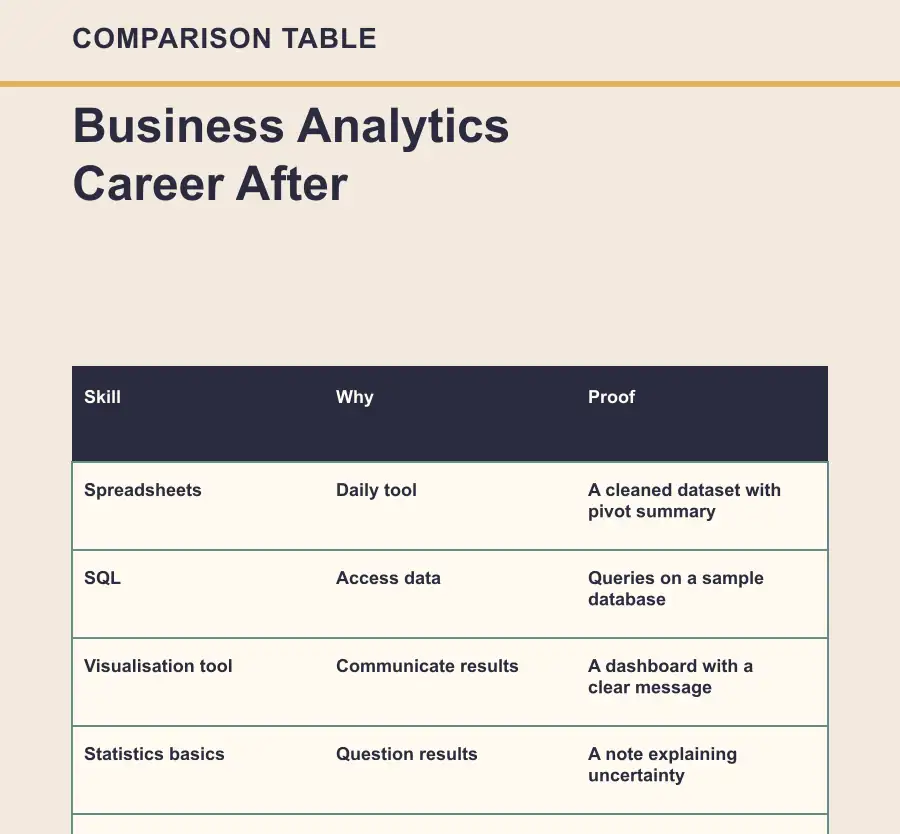 COMPARISON TABLE
Business Analytics
Career After
Skill Why Proof
Spreadsheets Daily tool A cleaned dataset with
pivot summary
SQL Access data Queries on a sample
database
Visualisation tool Communicate results A dashboard with a
clear message
Statistics basics Question results A note explaining
uncertainty